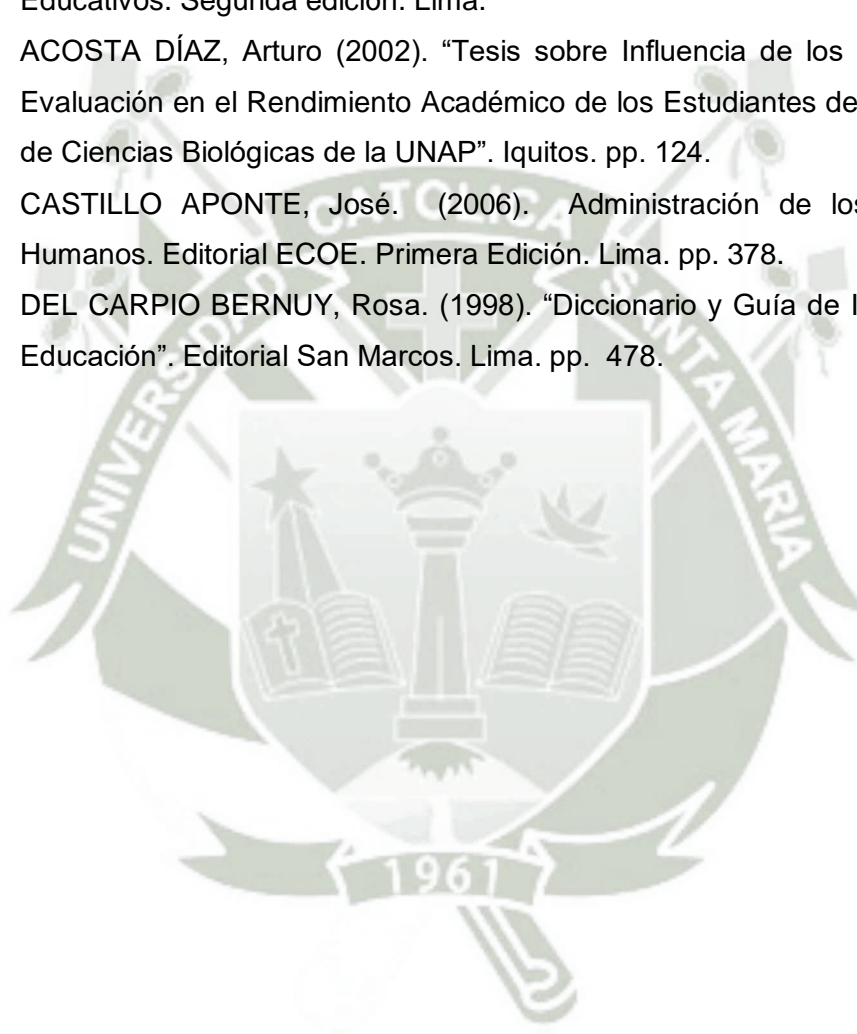 Educativos. Segunda edición. Lima.
ACOSTA DÍAZ, Arturo (2002). “Tesis sobre Influencia de los
Evaluación en el Rendimiento Académico de los Estudiantes de
de Ciencias Biológicas de la UNAP”. Iquitos. pp. 124.
CASTILLO APONTE, José. (2006). Administración de los
Humanos. Editorial ECOE. Primera Edición. Lima. pp. 378.
DEL CARPIO BERNUY, Rosa. (1998). “Diccionario y Guía de
Educación”. Editorial San Marcos. Lima. pp. 478.
UNIVERSIDAD CATOLICA SANTA MARIA
1961